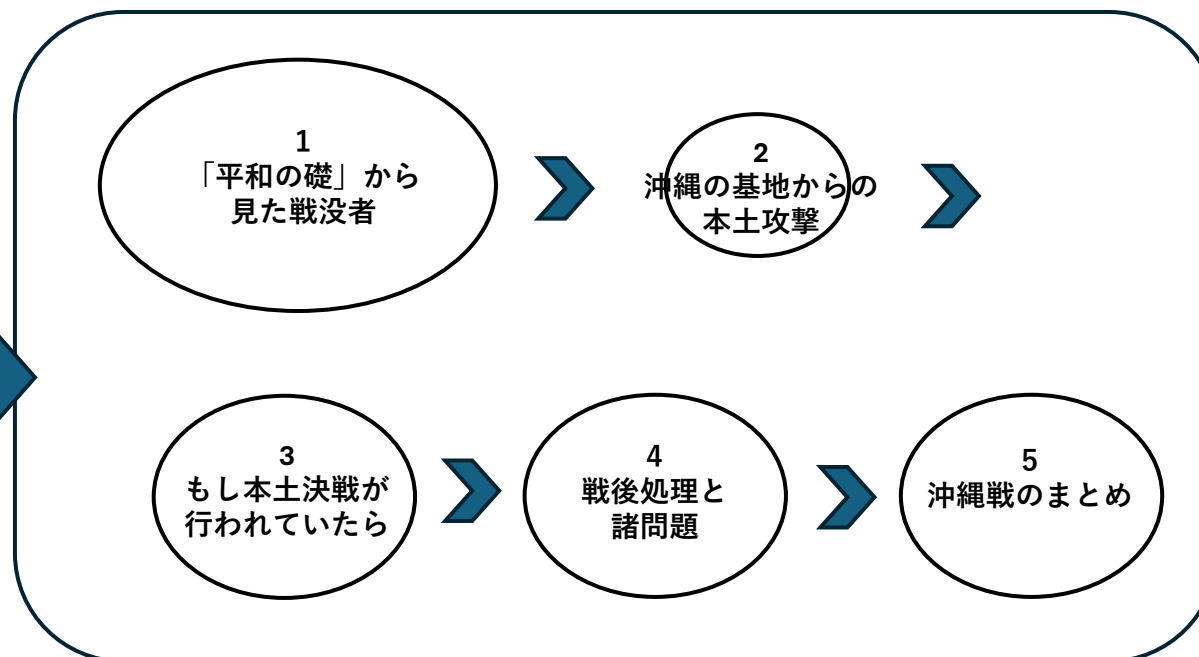 1
「平和の礎」から
見た戦没者
2
沖縄の基地からの
本土攻撃
3
もし本土決戦が
行われていたら
4
戦後処理と
諸問題
5
沖縄戦のまとめ